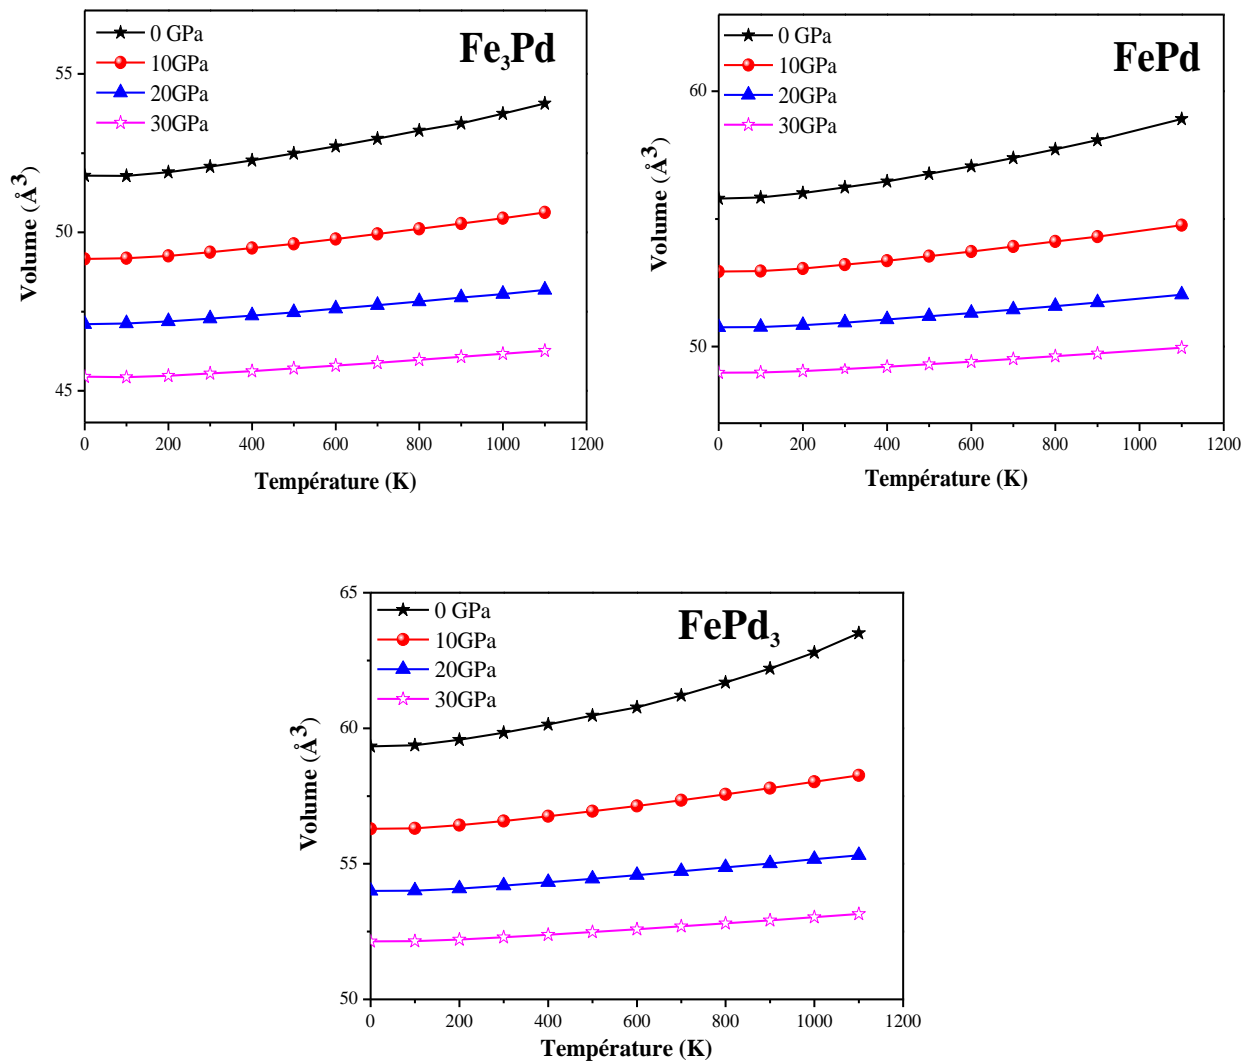 0 GPa
10GPa
20GPa
30GPa
Fe₃Pd
55
50
45
Volume (Å³)
0 200 400 600 800 1000 1200
Température (K)
0 GPa
10GPa
20GPa
30GPa
FePd
60
50
Volume (Å³)
0 200 400 600 800 1000 1200
Température (K)
0 GPa
10GPa
20GPa
30GPa
FePd₃
65
60
55
50
Volume (Å³)
0 200 400 600 800 1000 1200
Température (K)